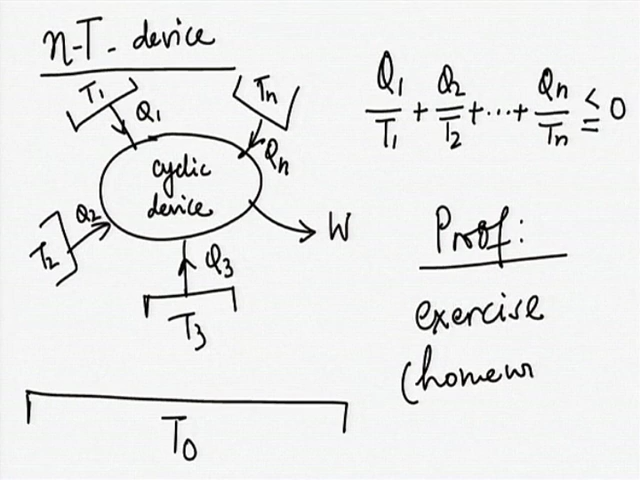 n-T- device
T1
Q1
Tn
Qn
cyclic
device
Q2
T2
Q3
T3
W
T0
Q1/T1 + Q2/T2 + ... + Qn/Tn ≤ 0
Proof:
exercise
(homew